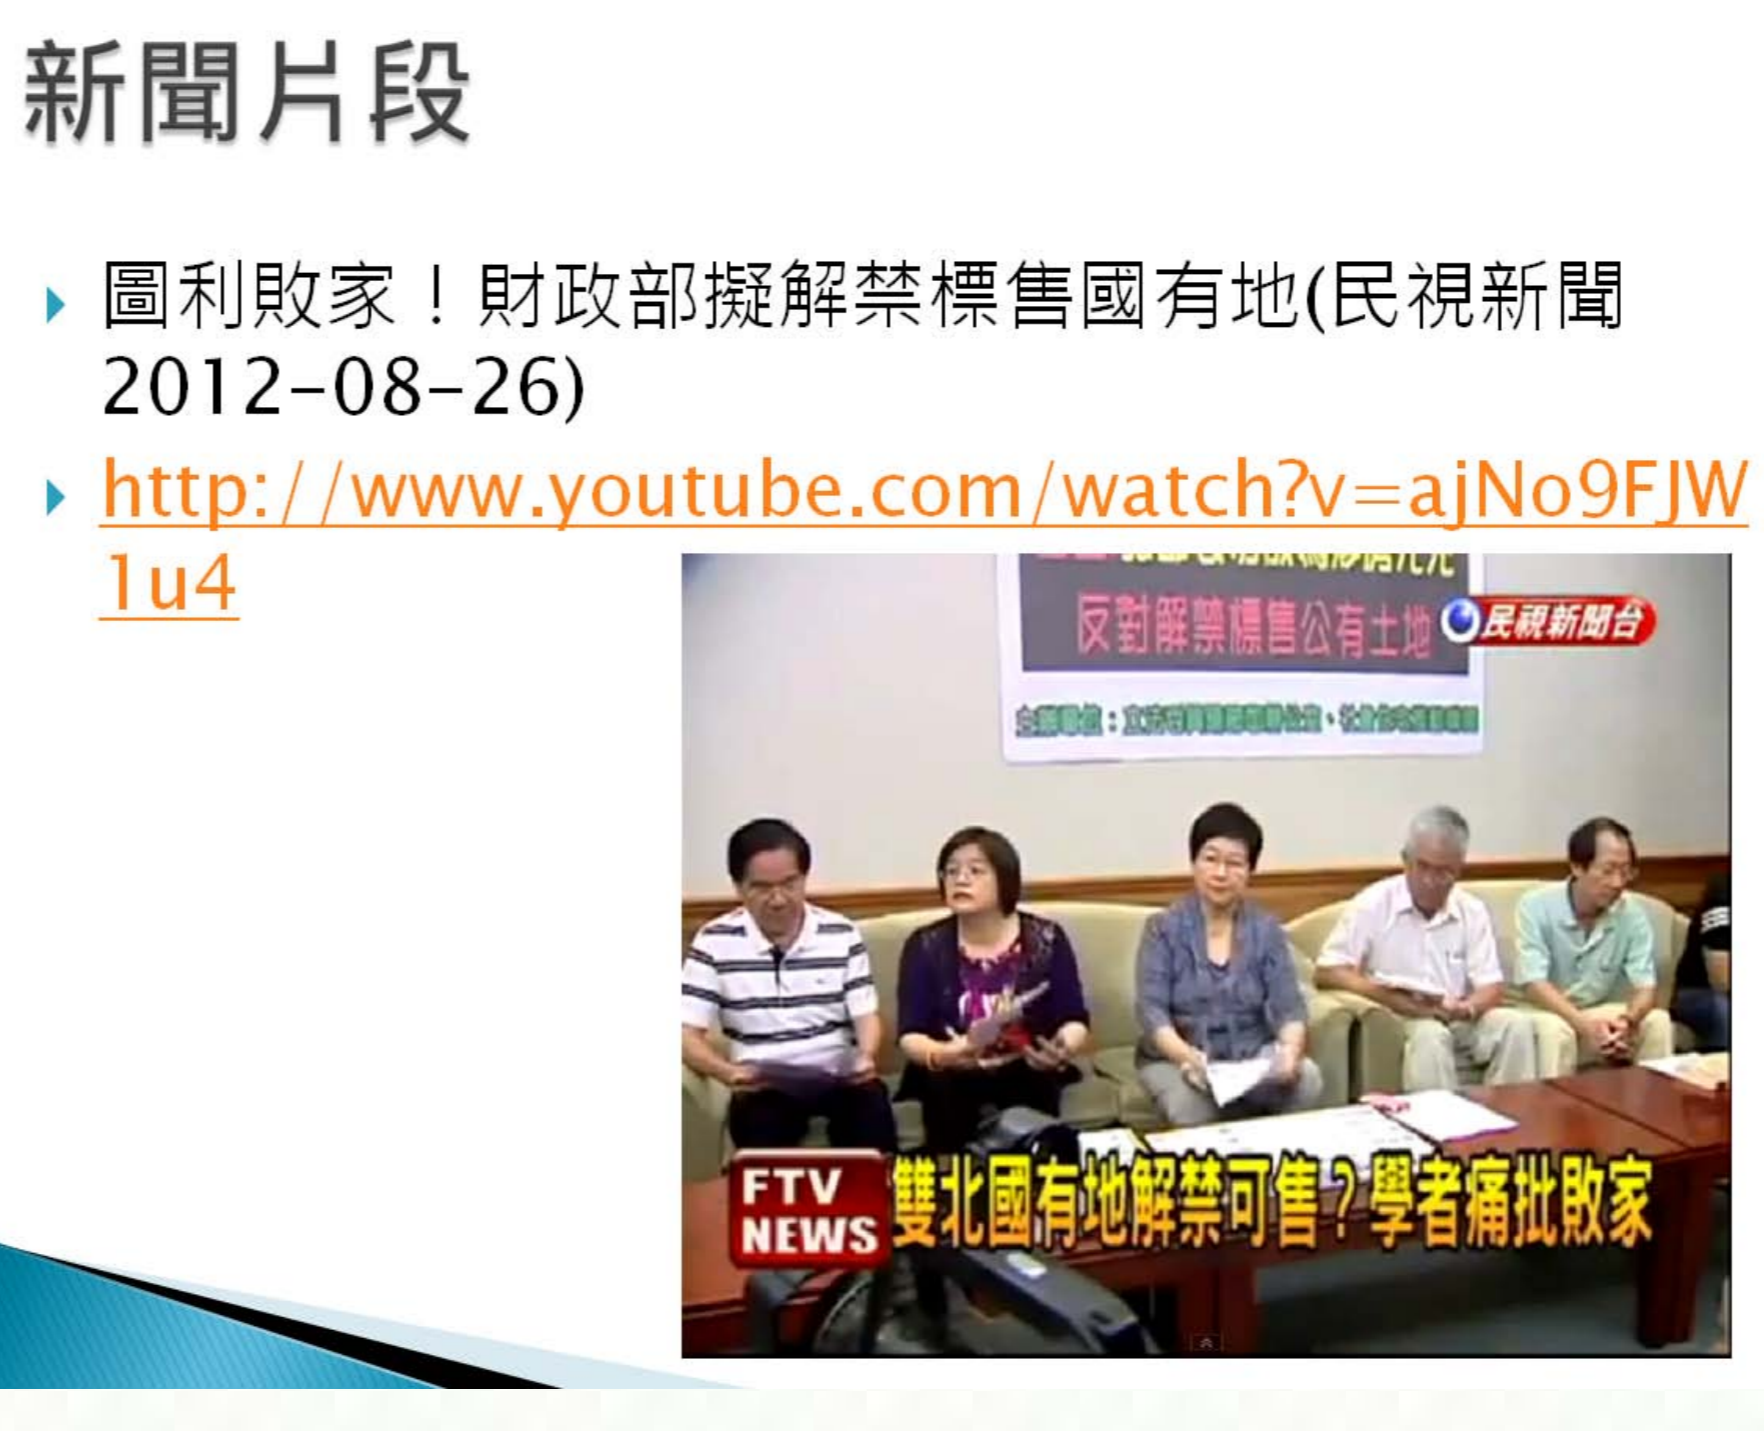 新聞片段
圖利敗家！財政部擬解禁標售國有地(民視新聞
2012-08-26)
http://www.youtube.com/watch?v=ajNo9FJW
1u4
反對解禁標售公有土地
民視新聞台
FTV
NEWS
雙北國有地解禁可售？學者痛批敗家